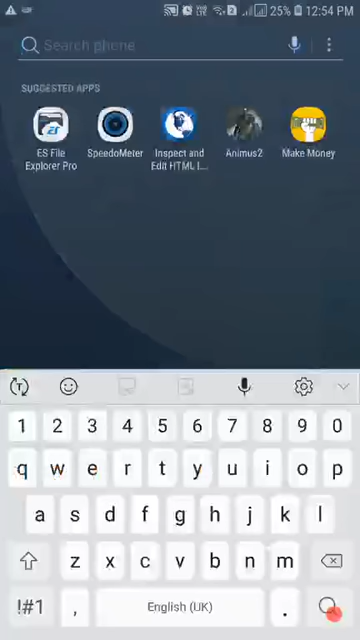 25% 12:54 PM
Search phone
SUGGESTED APPS
ES File Explorer Pro
SpeedoMeter
Inspect and Edit HTML l...
Animus2
Make Money
1 2 3 4 5 6 7 8 9 0
q w e r t y u i o p
a s d f g h j k l
z x c v b n m
!#1 , English (UK) .